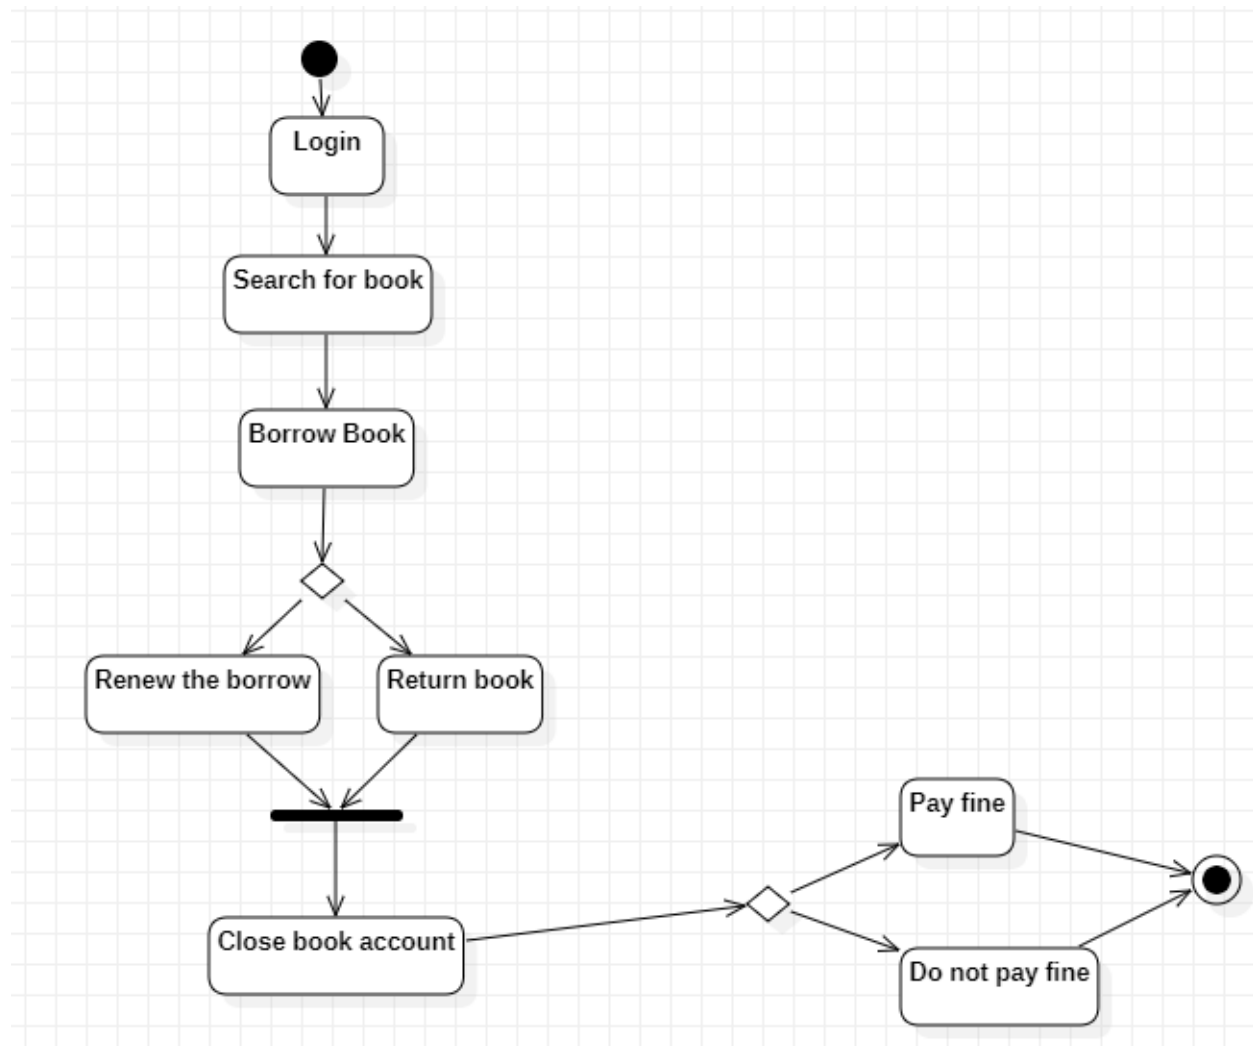 Login
Search for book
Borrow Book
Renew the borrow
Return book
Pay fine
Close book account
Do not pay fine